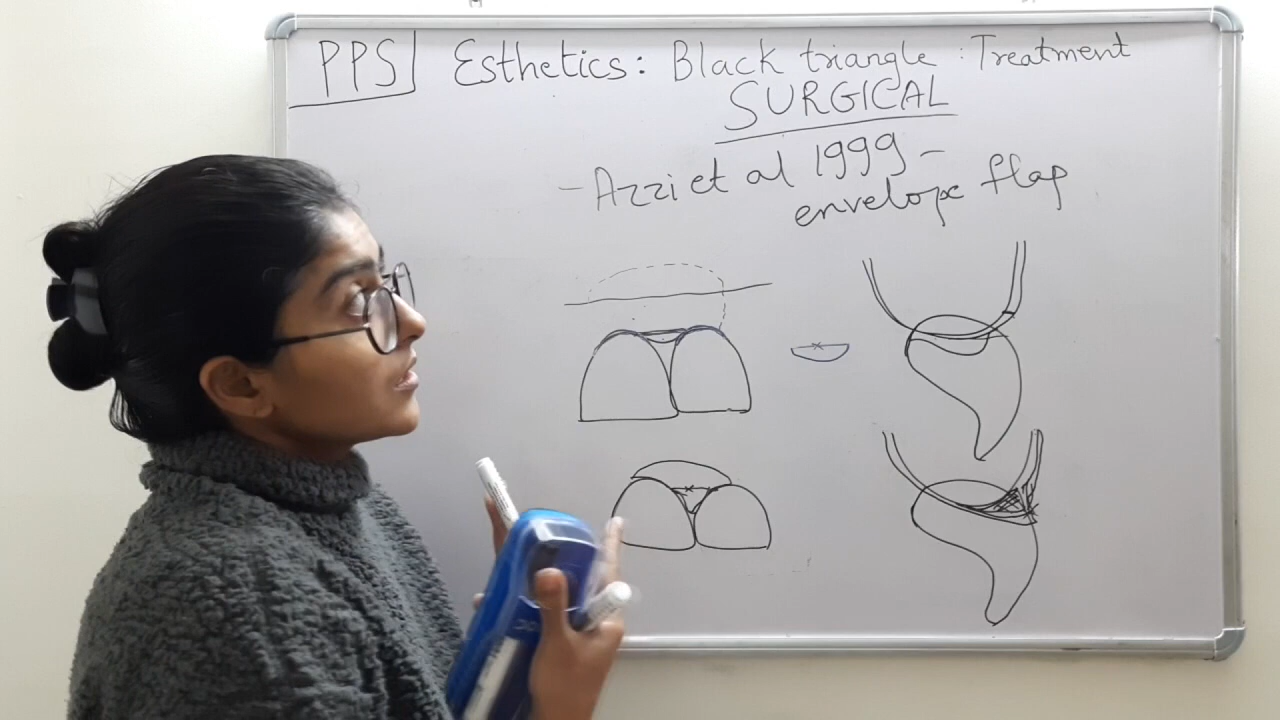 PPS Esthetics: Black triangle : Treatment
SURGICAL
- Azzi et al 1999 -
envelope flap